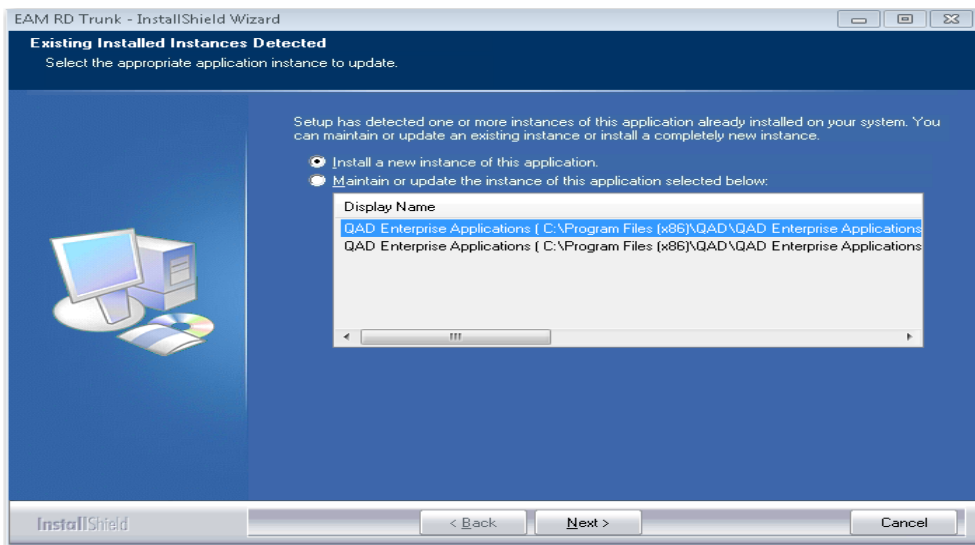 EAM RD Trunk - InstallShield Wizard
Existing Installed Instances Detected
Select the appropriate application instance to update.
Setup has detected one or more instances of this application already installed on your system. You
can maintain or update an existing instance or install a completely new instance.
Install a new instance of this application.
Maintain or update the instance of this application selected below:
Display Name
QAD Enterprise Applications ( C:\Program Files (x86)\QAD\QAD Enterprise Applications
QAD Enterprise Applications ( C:\Program Files (x86)\QAD\QAD Enterprise Applications
InstallShield
< Back
Next >
Cancel